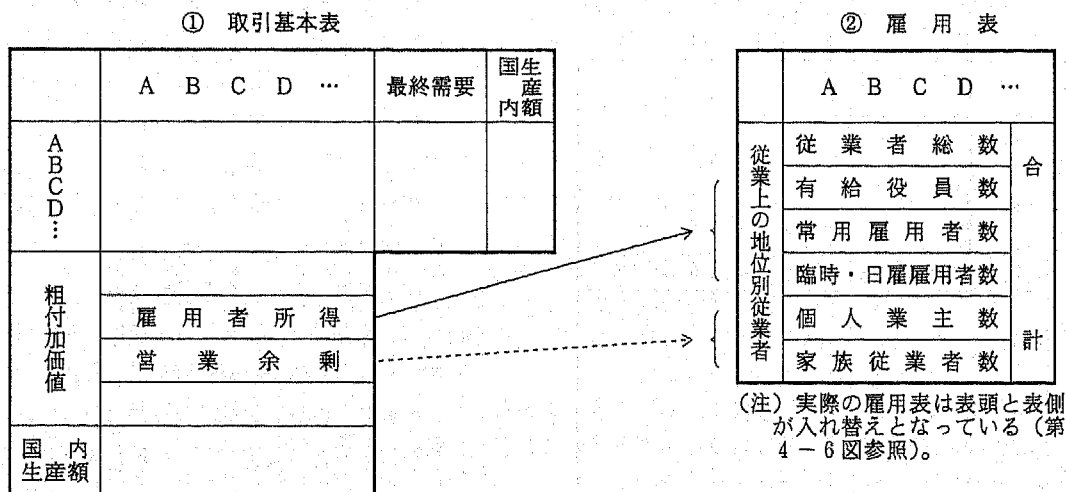 ① 取引基本表
A B C D …
最終需要
国内生産額
A B C D …
粗付加価値
雇用者所得
営業余剰
国内生産額
② 雇用表
A B C D …
従業上の地位別従業者
従業者総数
有給役員数
常用雇用者数
臨時・日雇雇用者数
個人業主数
家族従業者数
合計
(注) 実際の雇用表は表頭と表側
が入れ替えとなっている(第
4-6図参照)。